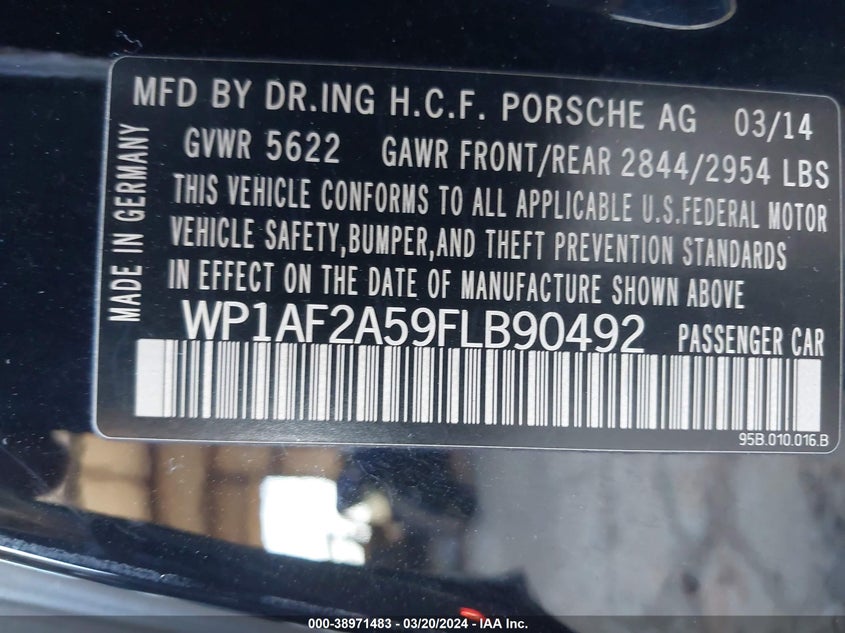 MFD BY DR.ING H.C.F. PORSCHE AG 03/14
GVWR 5622 GAWR FRONT/REAR 2844/2954 LBS
THIS VEHICLE CONFORMS TO ALL APPLICABLE U.S.FEDERAL MOTOR
VEHICLE SAFETY,BUMPER,AND THEFT PREVENTION STANDARDS
IN EFFECT ON THE DATE OF MANUFACTURE SHOWN ABOVE
MADE IN GERMANY
WP1AF2A59FLB90492 PASSENGER CAR
95B.010.016.B
000-38971483 - 03/20/2024 - IAA Inc.